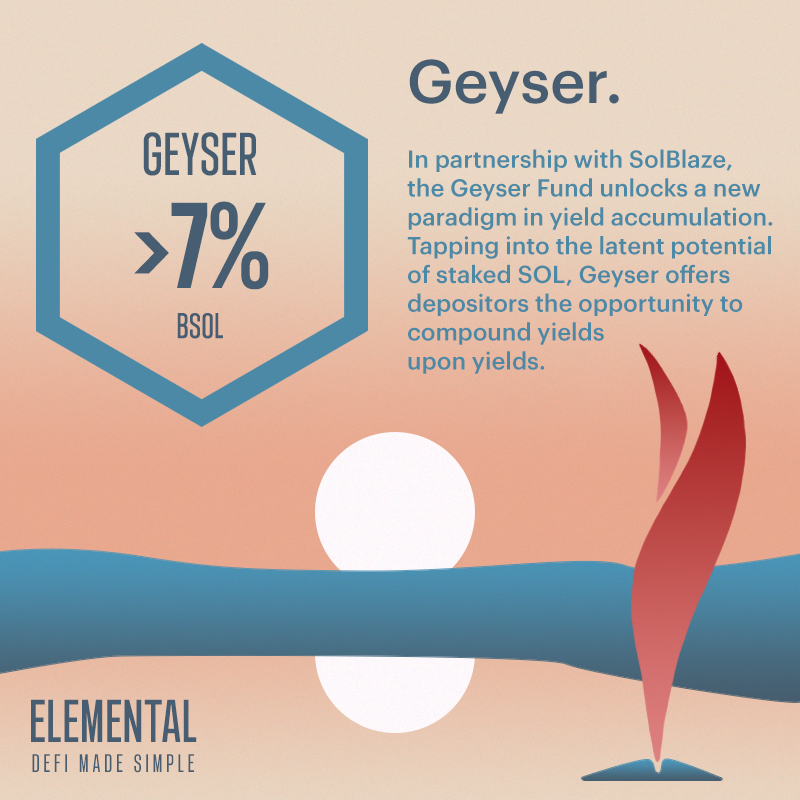 GEYSER
>7%
BSOL
Geyser.
In partnership with SolBlaze,
the Geyser Fund unlocks a new
paradigm in yield accumulation.
Tapping into the latent potential
of staked SOL, Geyser offers
depositors the opportunity to
compound yields
upon yields.
ELEMENTAL
DEFI MADE SIMPLE